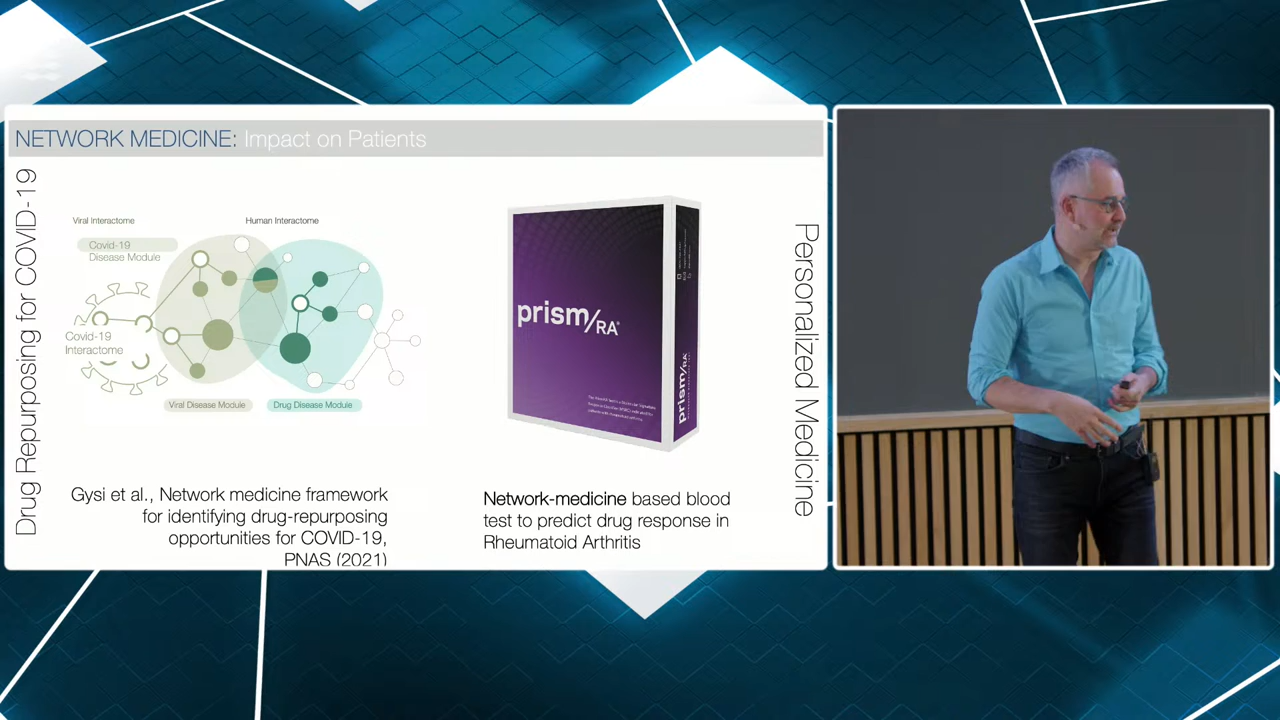 NETWORK MEDICINE: Impact on Patients
Drug Repurposing for COVID-19
Viral Interactome
Human Interactome
Covid-19
Disease Module
Covid-19
Interactome
Viral Disease Module
Drug Disease Module
Gysi et al., Network medicine framework
for identifying drug-repurposing
opportunities for COVID-19,
PNAS (2021)
prism/RA®
prism/RA®
Network-medicine based blood
test to predict drug response in
Rheumatoid Arthritis
Personalized Medicine